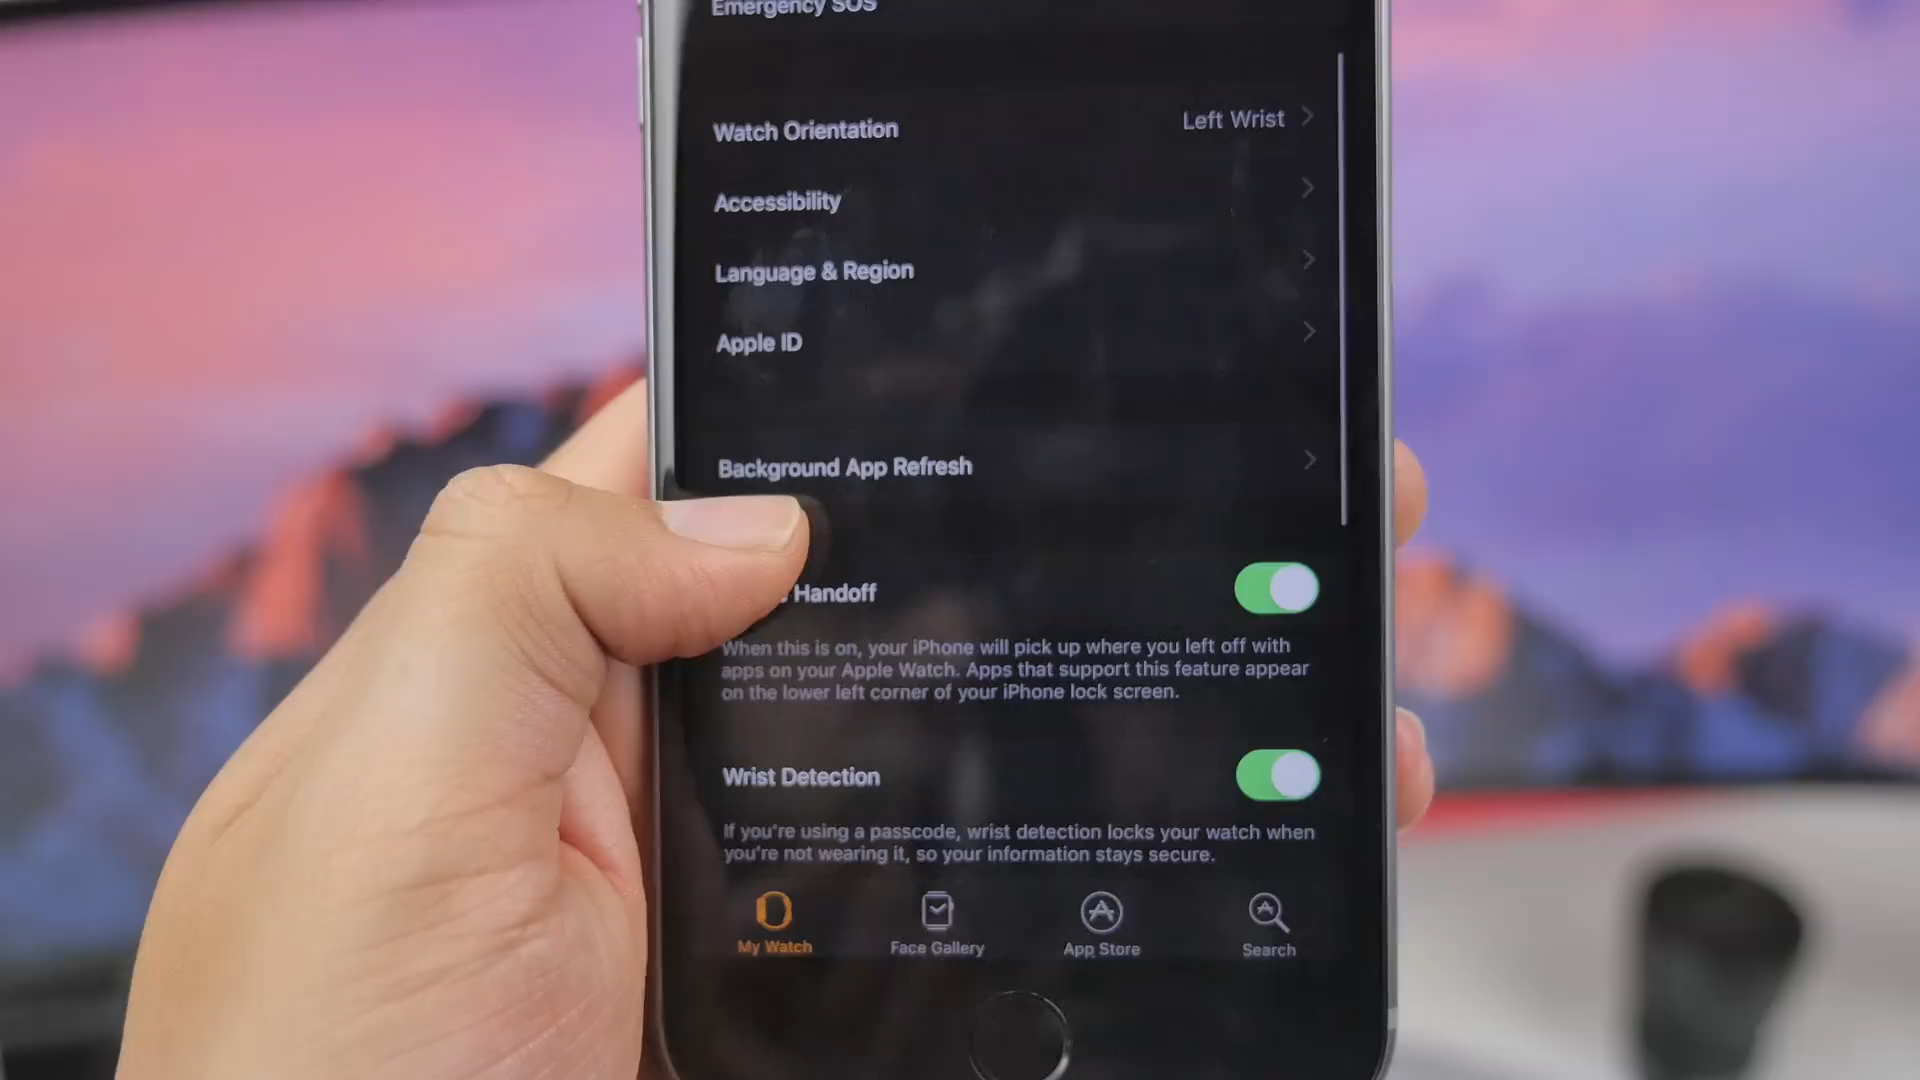 Emergency SOS
Watch Orientation Left Wrist
Accessibility
Language & Region
Apple ID
Background App Refresh
Handoff
When this is on, your iPhone will pick up where you left off with
apps on your Apple Watch. Apps that support this feature appear
on the lower left corner of your iPhone lock screen.
Wrist Detection
If you're using a passcode, wrist detection locks your watch when
you're not wearing it, so your information stays secure.
My Watch Face Gallery App Store Search